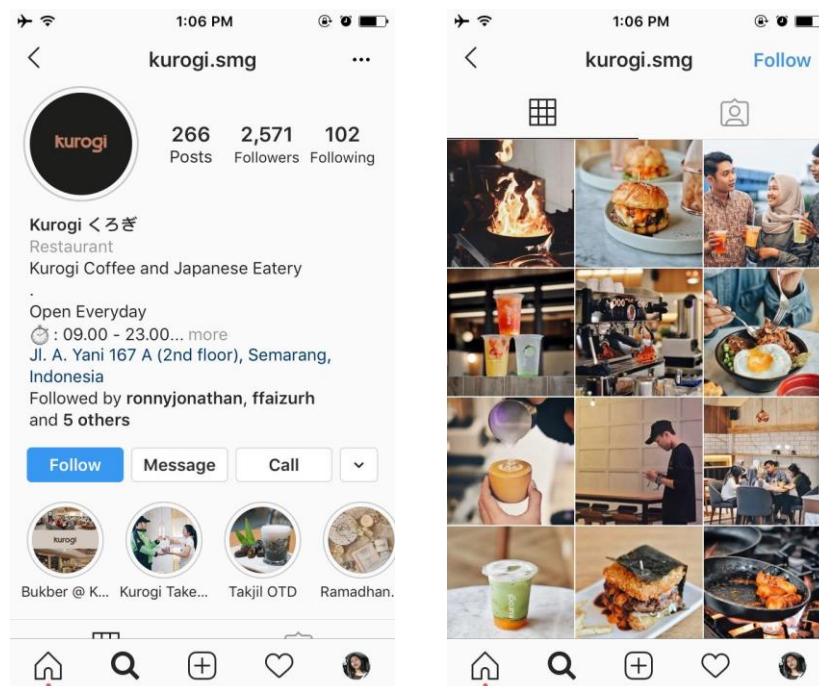 1:06 PM
kurogi.smg
kurogi
266 2,571 102
Posts Followers Following
Kurogi くろぎ
Restaurant
Kurogi Coffee and Japanese Eatery
.
Open Everyday
⏱ : 09.00 - 23.00... more
Jl. A. Yani 167 A (2nd floor), Semarang,
Indonesia
Followed by ronnyjonathan, ffaizurh
and 5 others
Follow Message Call
kurogi
Bukber @ K... Kurogi Take... Takjil OTD Ramadhan.
1:06 PM
kurogi.smg Follow
kurogi